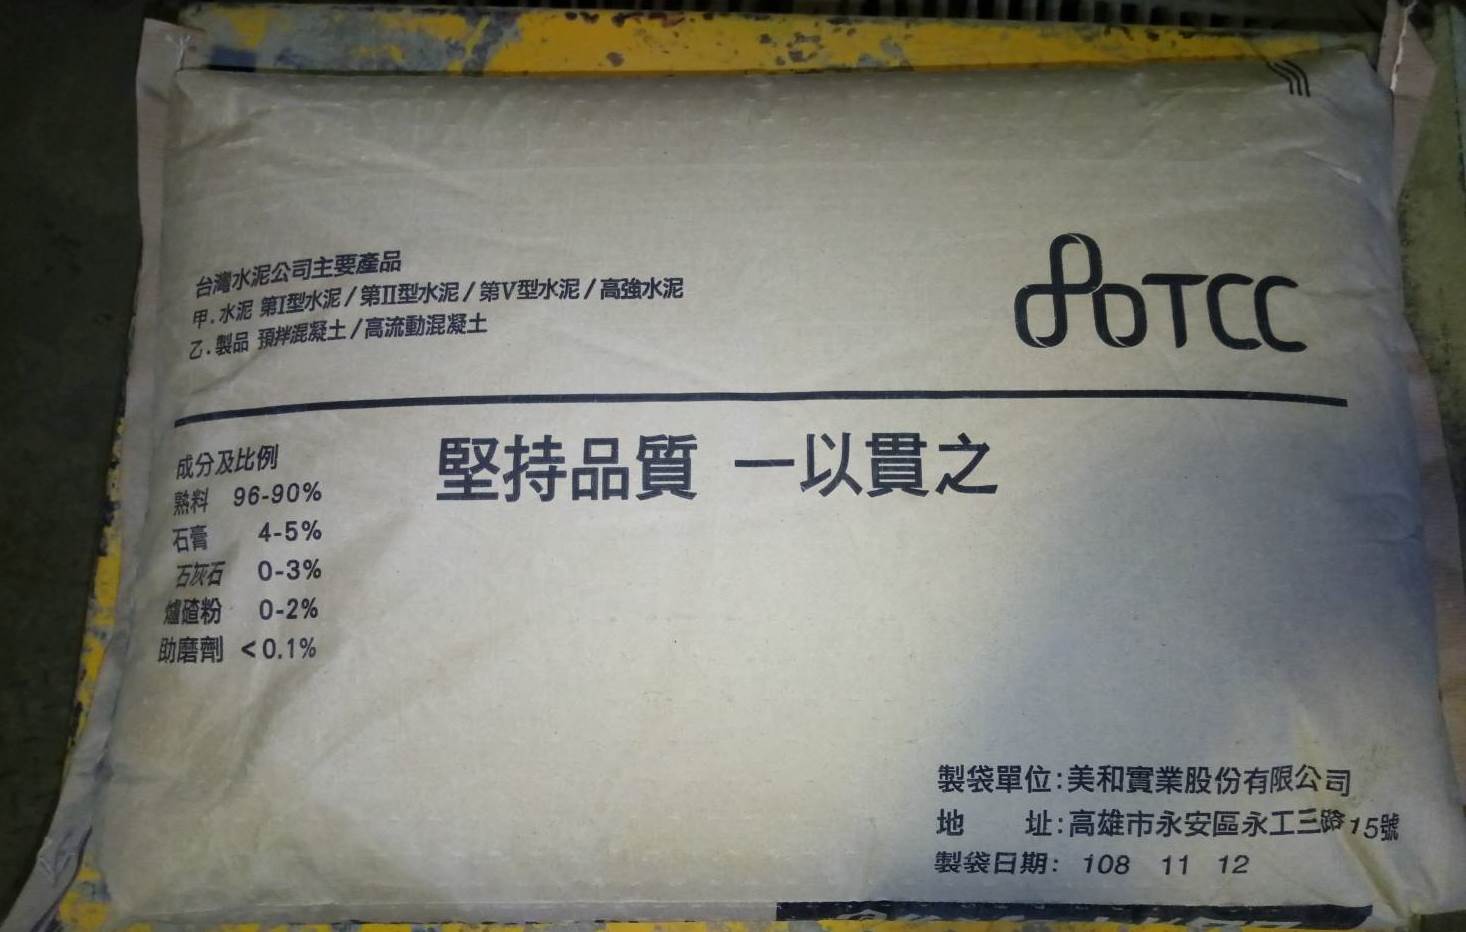 台灣水泥公司主要產品
甲.水泥 第I型水泥/第II型水泥/第V型水泥/高強水泥
乙.製品 預拌混凝土/高流動混凝土
TCC
成分及比例
熟料 96-90%
石膏 4-5%
石灰石 0-3%
爐碴粉 0-2%
助磨劑 <0.1%
堅持品質 一以貫之
製袋單位:美和實業股份有限公司
地 址:高雄市永安區永工三路15號
製袋日期: 108 11 12